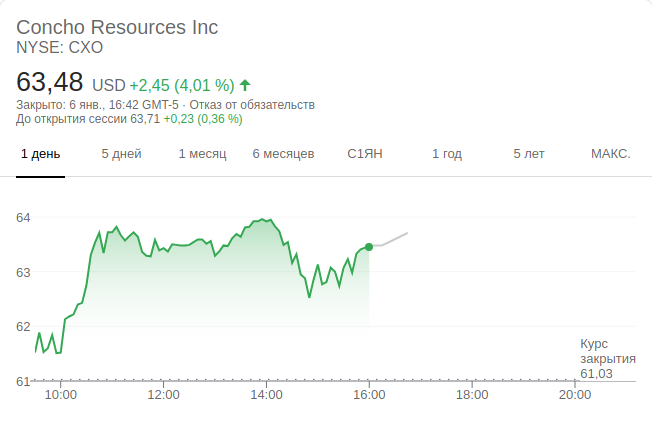 Concho Resources Inc
NYSE: CXO
63,48 USD +2,45 (4,01 %)
Закрыто: 6 янв., 16:42 GMT-5 · Отказ от обязательств
До открытия сессии 63,71 +0,23 (0,36 %)
1 день 5 дней 1 месяц 6 месяцев С1ЯН 1 год 5 лет МАКС.
64
63
62
61
Курс
закрытия
61,03
10:00 12:00 14:00 16:00 18:00 20:00